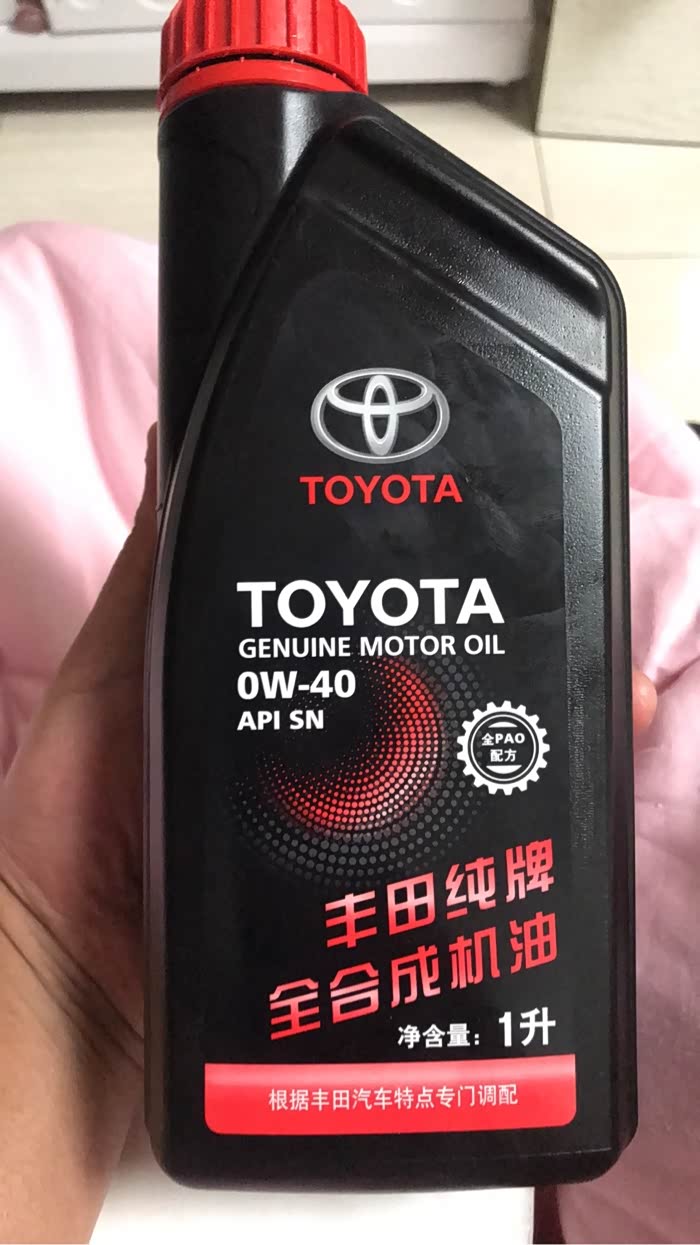 TOYOTA
TOYOTA
GENUINE MOTOR OIL
0W-40
API SN
全PAO
配方
丰田纯牌
全合成机油
净含量：1升
根据丰田汽车特点专门调配